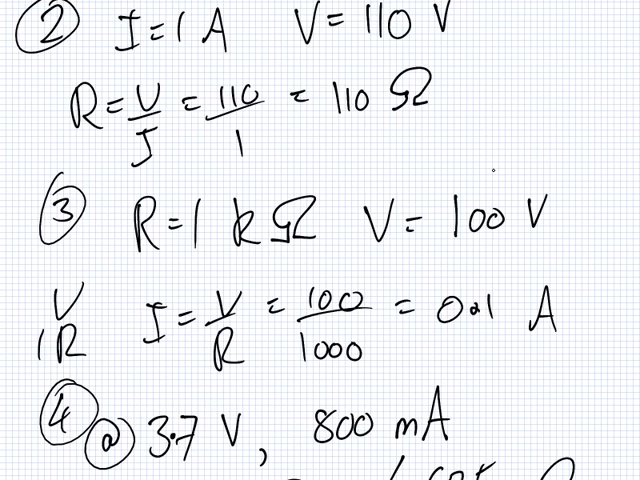 ② I = 1 A V = 110 V
R = V/I = 110/1 = 110 Ω
③ R = 1 kΩ V = 100 V
V I = V/R = 100/1000 = 0.1 A
IR
④ ⓐ 3.7 V, 800 mA